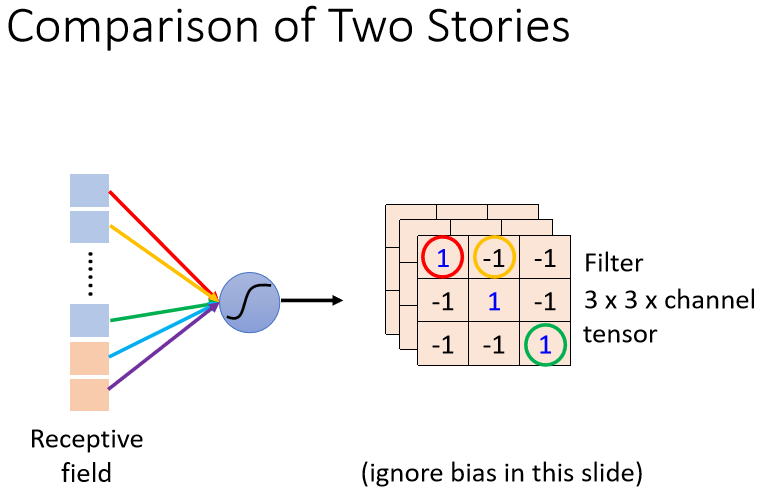 Comparison of Two Stories
1 -1 -1
-1 1 -1
-1 -1 1
Filter
3 x 3 x channel
tensor
Receptive
field
(ignore bias in this slide)